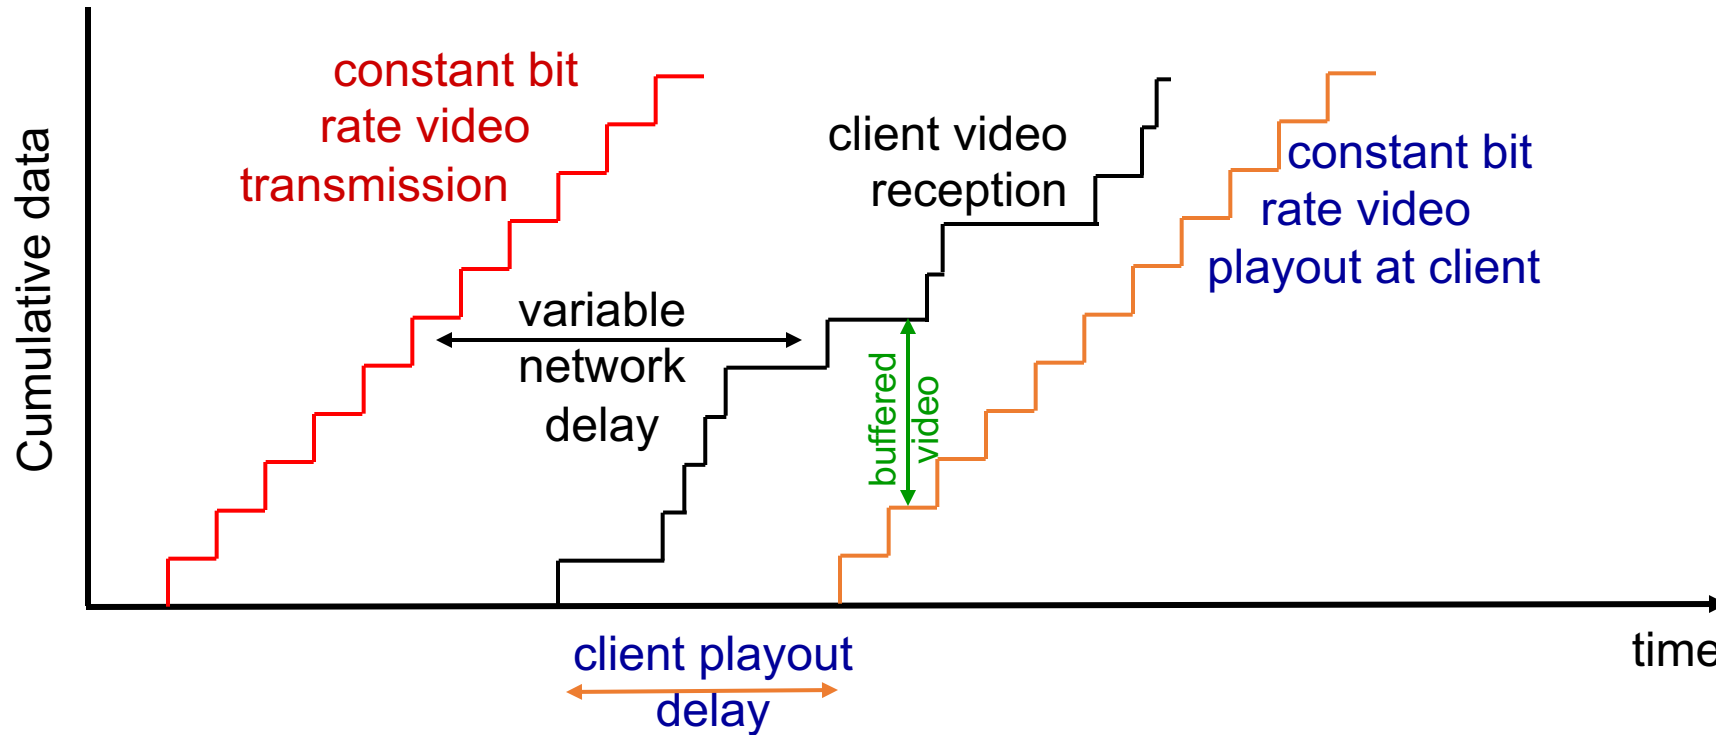 constant bit
rate video
transmission
client video
reception
constant bit
rate video
playout at client
Cumulative data
variable
network
delay
buffered
video
client playout
delay
time